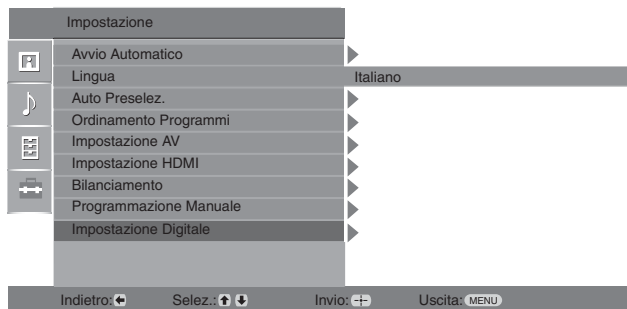 Impostazione
Avvio Automatico
Lingua Italiano
Auto Preselez.
Ordinamento Programmi
Impostazione AV
Impostazione HDMI
Bilanciamento
Programmazione Manuale
Impostazione Digitale
Indietro: Selez.: Invio: Uscita: MENU